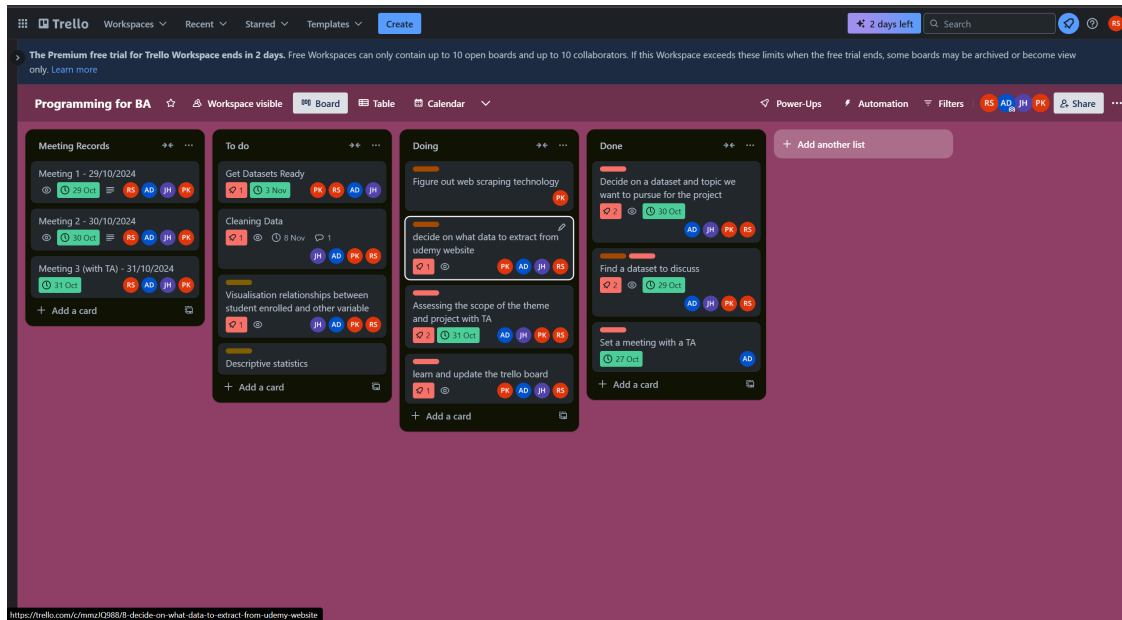 Trello
Workspaces
Recent
Starred
Templates
Create
2 days left
Search
RS
The Premium free trial for Trello Workspace ends in 2 days. Free Workspaces can only contain up to 10 open boards and up to 10 collaborators. If this Workspace exceeds these limits when the free trial ends, some boards may be archived or become view
only. Learn more
Programming for BA
Workspace visible
Board
Table
Calendar
Power-Ups
Automation
Filters
RS AD JH PK
Share
Meeting Records
Meeting 1 - 29/10/2024
29 Oct RS AD JH PK
Meeting 2 - 30/10/2024
30 Oct RS AD JH PK
Meeting 3 (with TA) - 31/10/2024
31 Oct RS AD JH PK
+ Add a card
To do
Get Datasets Ready
1 3 Nov PK RS AD JH
Cleaning Data
1 8 Nov 1
JH AD PK RS
Visualisation relationships between
student enrolled and other variable
1 JH AD PK RS
Descriptive statistics
+ Add a card
Doing
Figure out web scraping technology
PK
decide on what data to extract from
udemy website
1 PK AD JH RS
Assessing the scope of the theme
and project with TA
2 31 Oct AD JH PK RS
learn and update the trello board
1 PK AD JH RS
+ Add a card
Done
Decide on a dataset and topic we
want to pursue for the project
2 30 Oct
AD JH PK RS
Find a dataset to discuss
2 29 Oct
AD JH PK RS
Set a meeting with a TA
27 Oct AD
+ Add a card
+ Add another list
https://trello.com/c/mmzJQ988/8-decide-on-what-data-to-extract-from-udemy-website